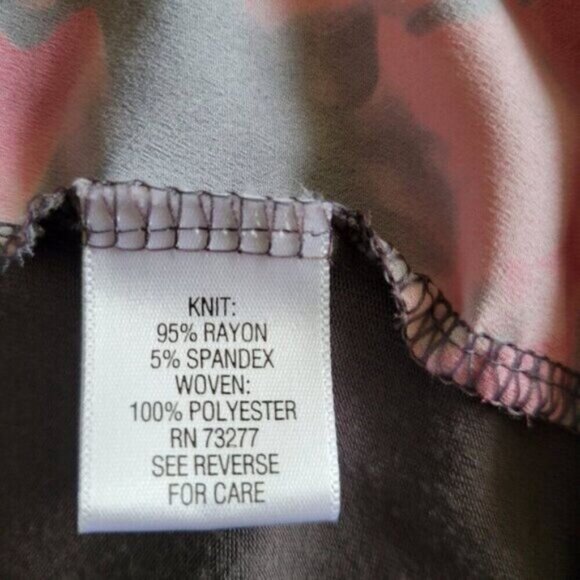 KNIT:
95% RAYON
5% SPANDEX
WOVEN:
100% POLYESTER
RN 73277
SEE REVERSE
FOR CARE